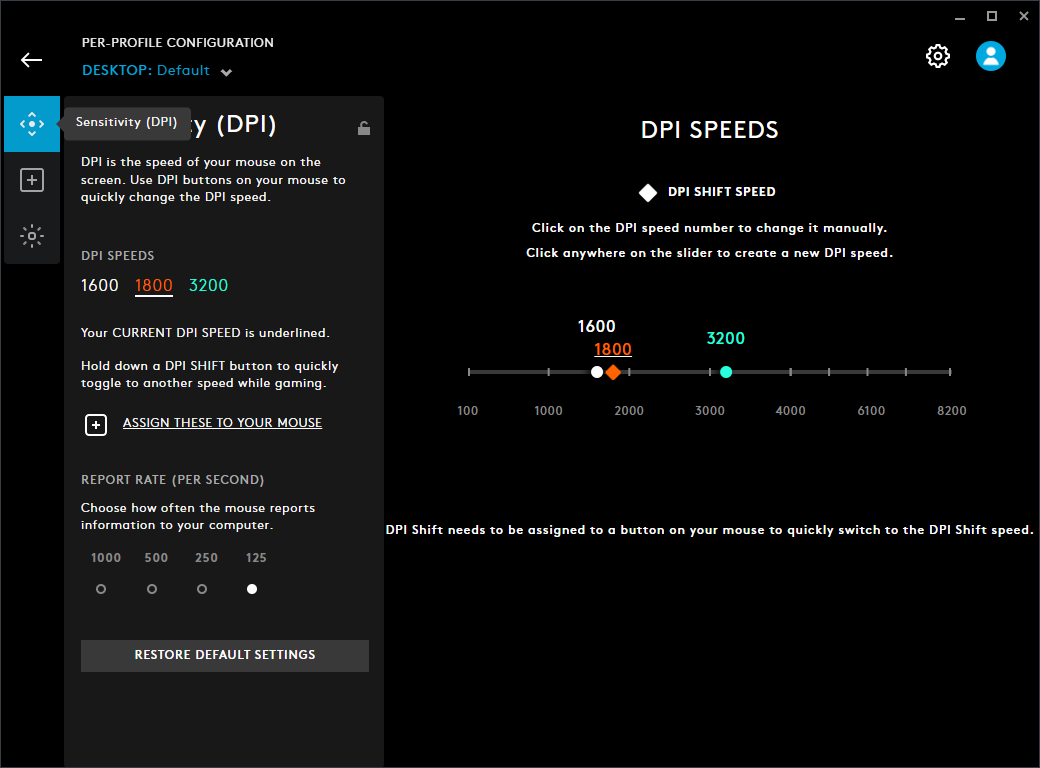 PER-PROFILE CONFIGURATION
DESKTOP: Default
Sensitivity (DPI)
y (DPI)
DPI is the speed of your mouse on the
screen. Use DPI buttons on your mouse to
quickly change the DPI speed.
DPI SPEEDS
1600 1800 3200
Your CURRENT DPI SPEED is underlined.
Hold down a DPI SHIFT button to quickly
toggle to another speed while gaming.
ASSIGN THESE TO YOUR MOUSE
REPORT RATE (PER SECOND)
Choose how often the mouse reports
information to your computer.
1000 500 250 125
RESTORE DEFAULT SETTINGS
DPI SPEEDS
DPI SHIFT SPEED
Click on the DPI speed number to change it manually.
Click anywhere on the slider to create a new DPI speed.
1600
1800
3200
100 1000 2000 3000 4000 6100 8200
DPI Shift needs to be assigned to a button on your mouse to quickly switch to the DPI Shift speed.